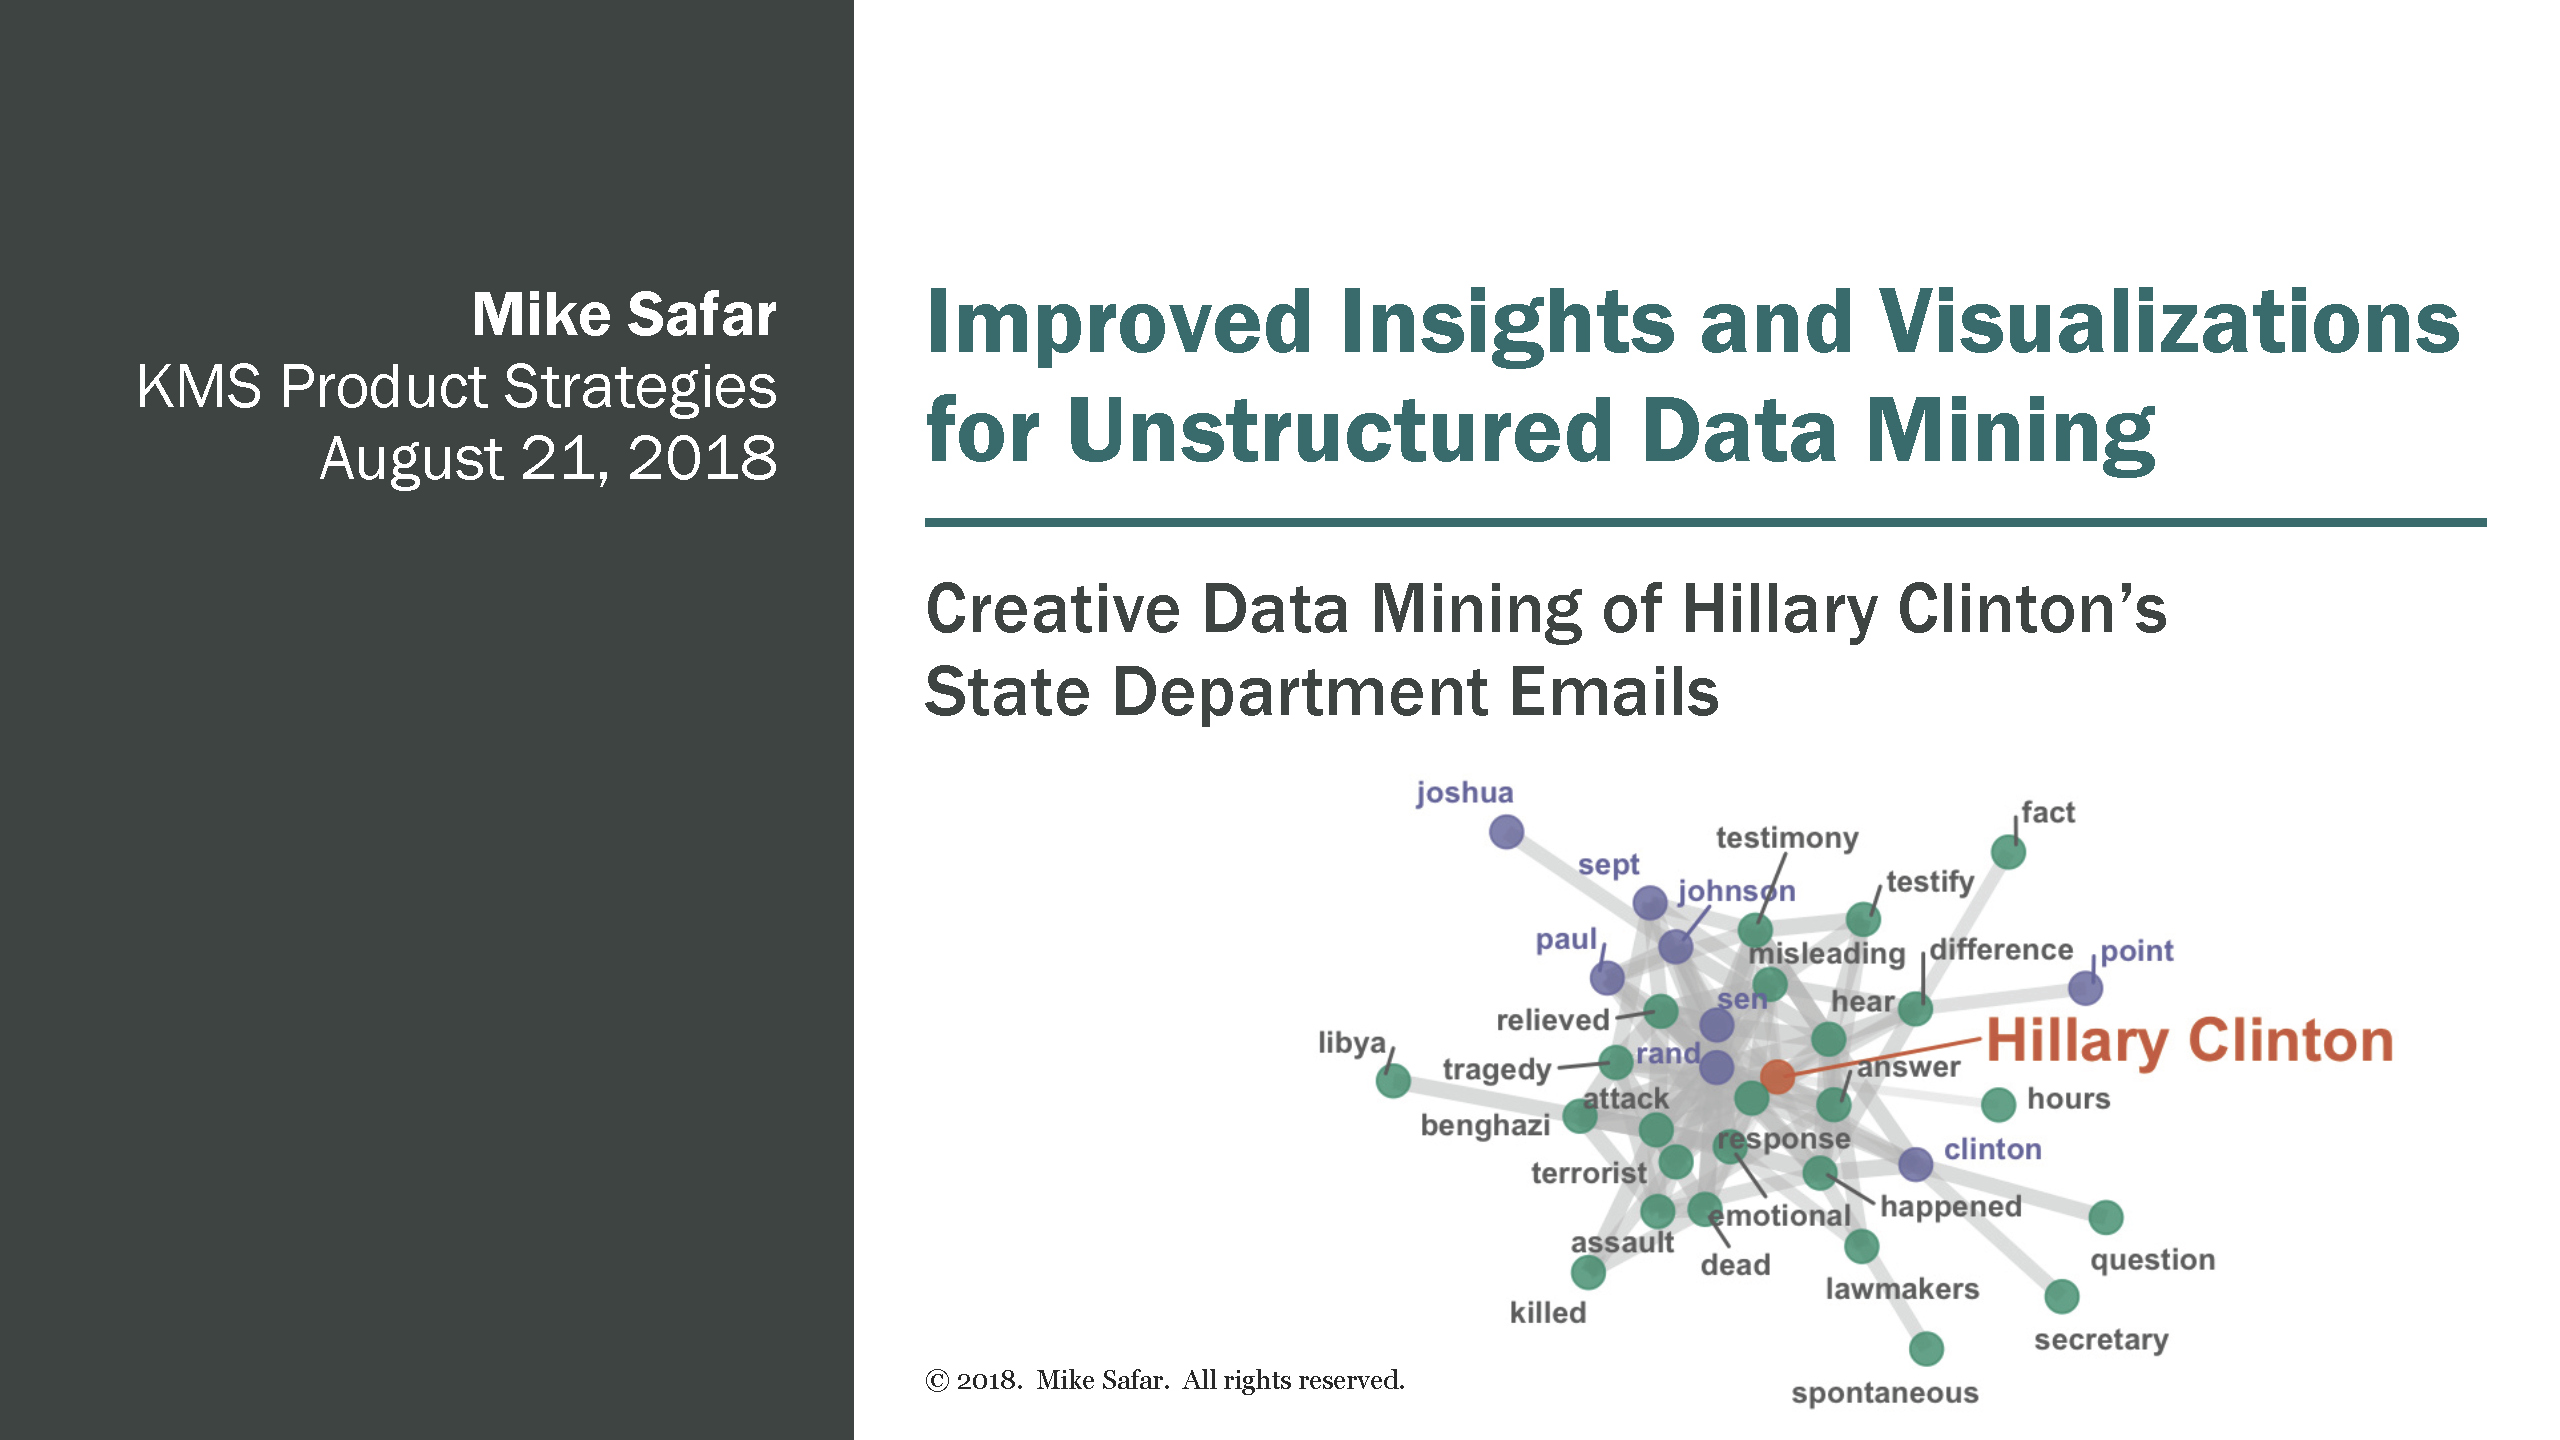 Mike Safar
KMS Product Strategies
August 21, 2018
Improved Insights and Visualizations
for Unstructured Data Mining
Creative Data Mining of Hillary Clinton’s
State Department Emails
joshua
fact
testimony
sept
testify
johnson
paul
misleading
difference
point
sen
hear
relieved
Hillary Clinton
libya
rand
tragedy
answer
attack
hours
benghazi
response
clinton
terrorist
happened
emotional
assault
question
dead
lawmakers
killed
secretary
spontaneous
© 2018. Mike Safar. All rights reserved.